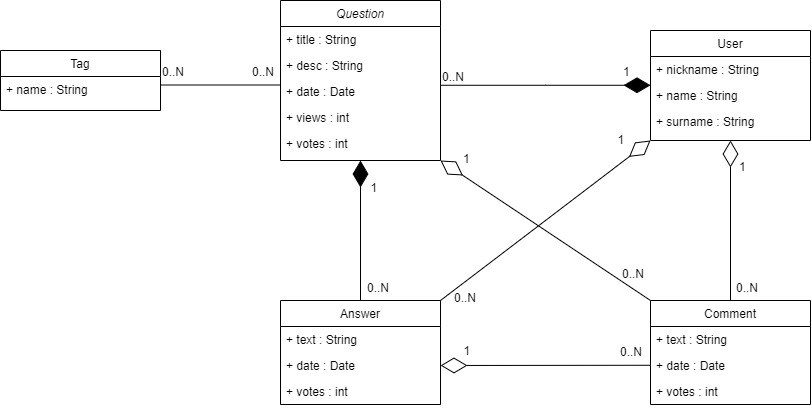 Question
+ title : String
+ desc : String
+ date : Date
+ views : int
+ votes : int
Tag
+ name : String
User
+ nickname : String
+ name : String
+ surname : String
0..N
0..N
0..N
1
1
1
1
1
0..N
0..N
0..N
0..N
Answer
+ text : String
+ date : Date
+ votes : int
1
0..N
Comment
+ text : String
+ date : Date
+ votes : int